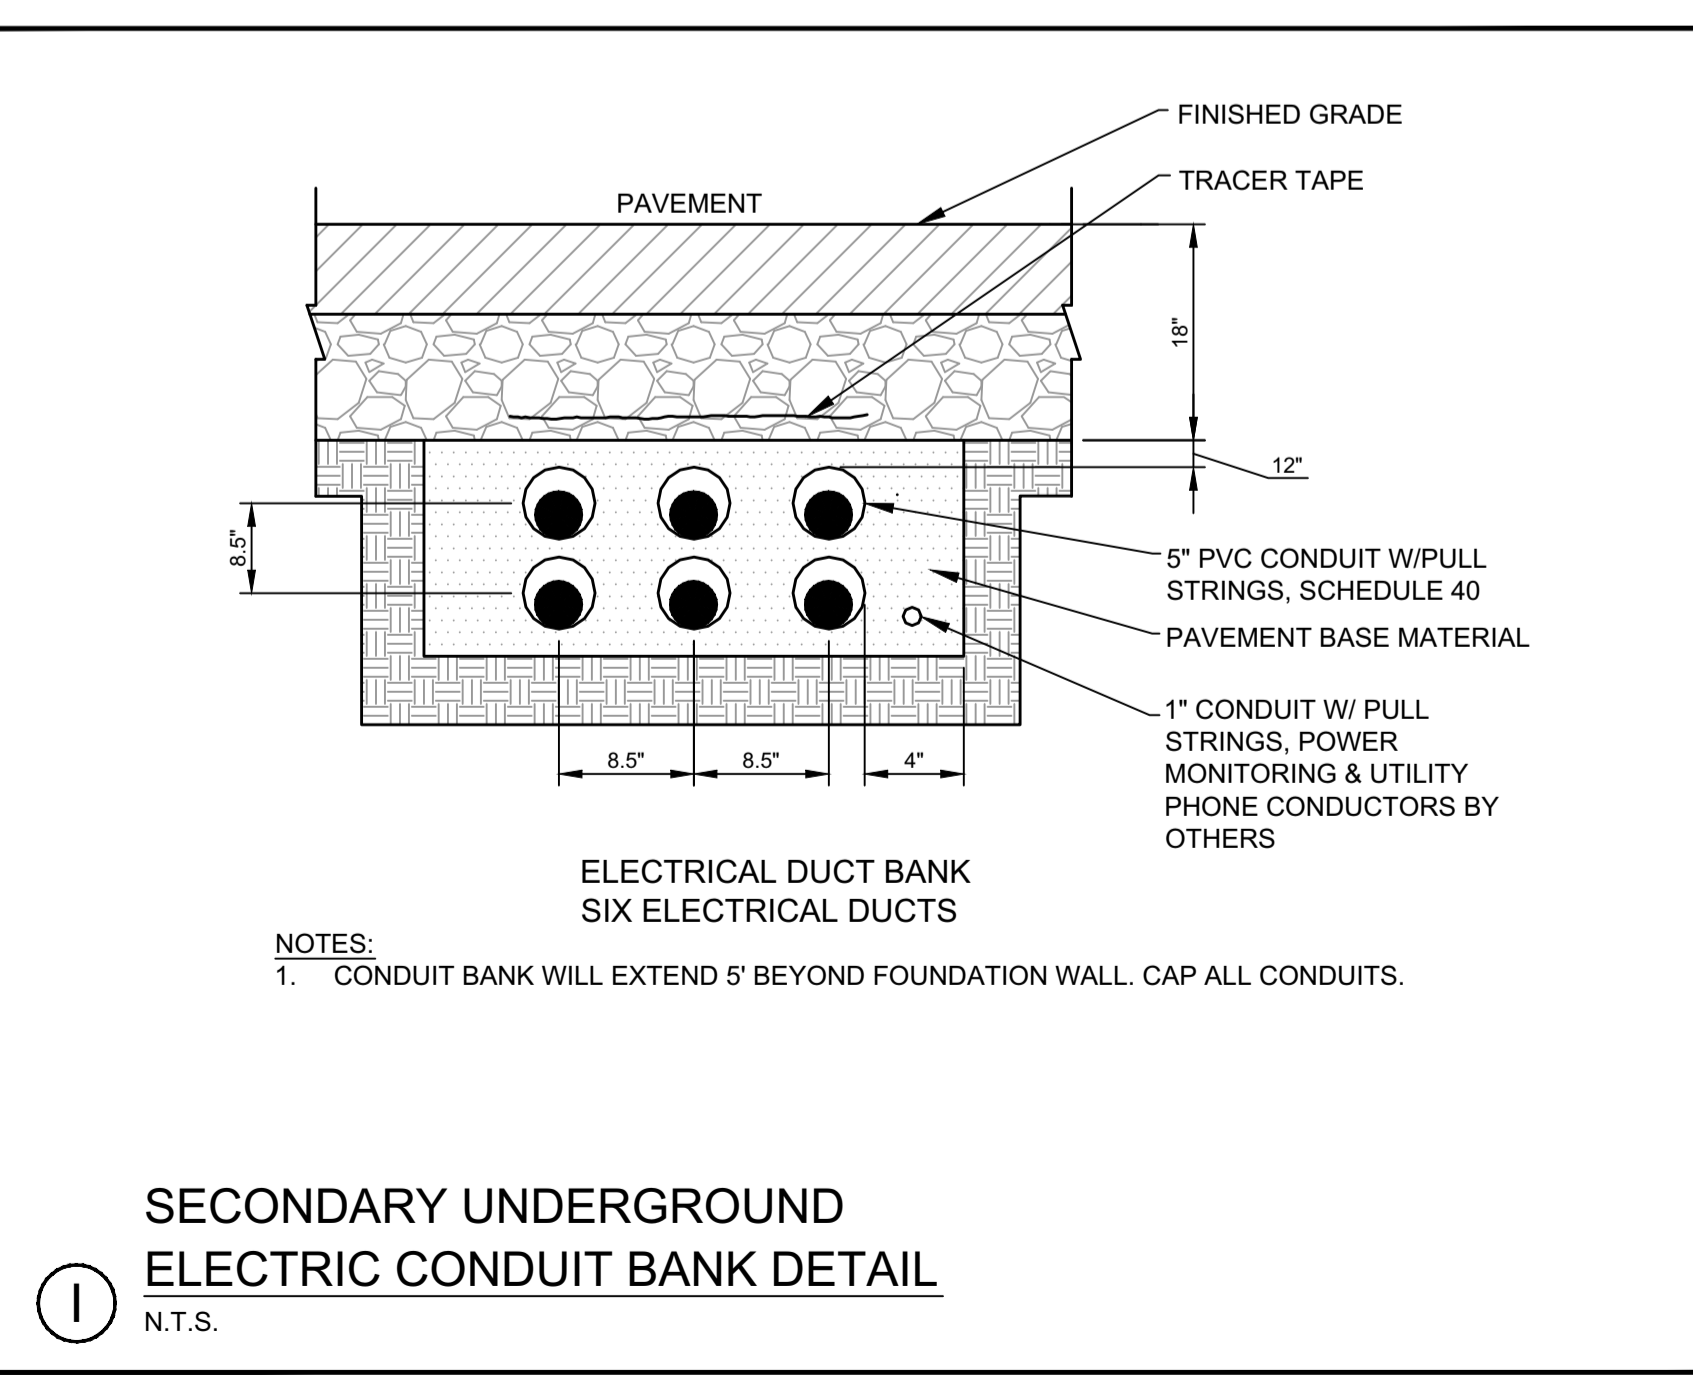 FINISHED GRADE
TRACER TAPE
PAVEMENT
18"
12"
8.5"
5" PVC CONDUIT W/PULL
STRINGS, SCHEDULE 40
PAVEMENT BASE MATERIAL
1" CONDUIT W/ PULL
STRINGS, POWER
MONITORING & UTILITY
PHONE CONDUCTORS BY
OTHERS
8.5"
8.5"
4"
ELECTRICAL DUCT BANK
SIX ELECTRICAL DUCTS
NOTES:
1. CONDUIT BANK WILL EXTEND 5' BEYOND FOUNDATION WALL. CAP ALL CONDUITS.
SECONDARY UNDERGROUND
ELECTRIC CONDUIT BANK DETAIL
I
N.T.S.